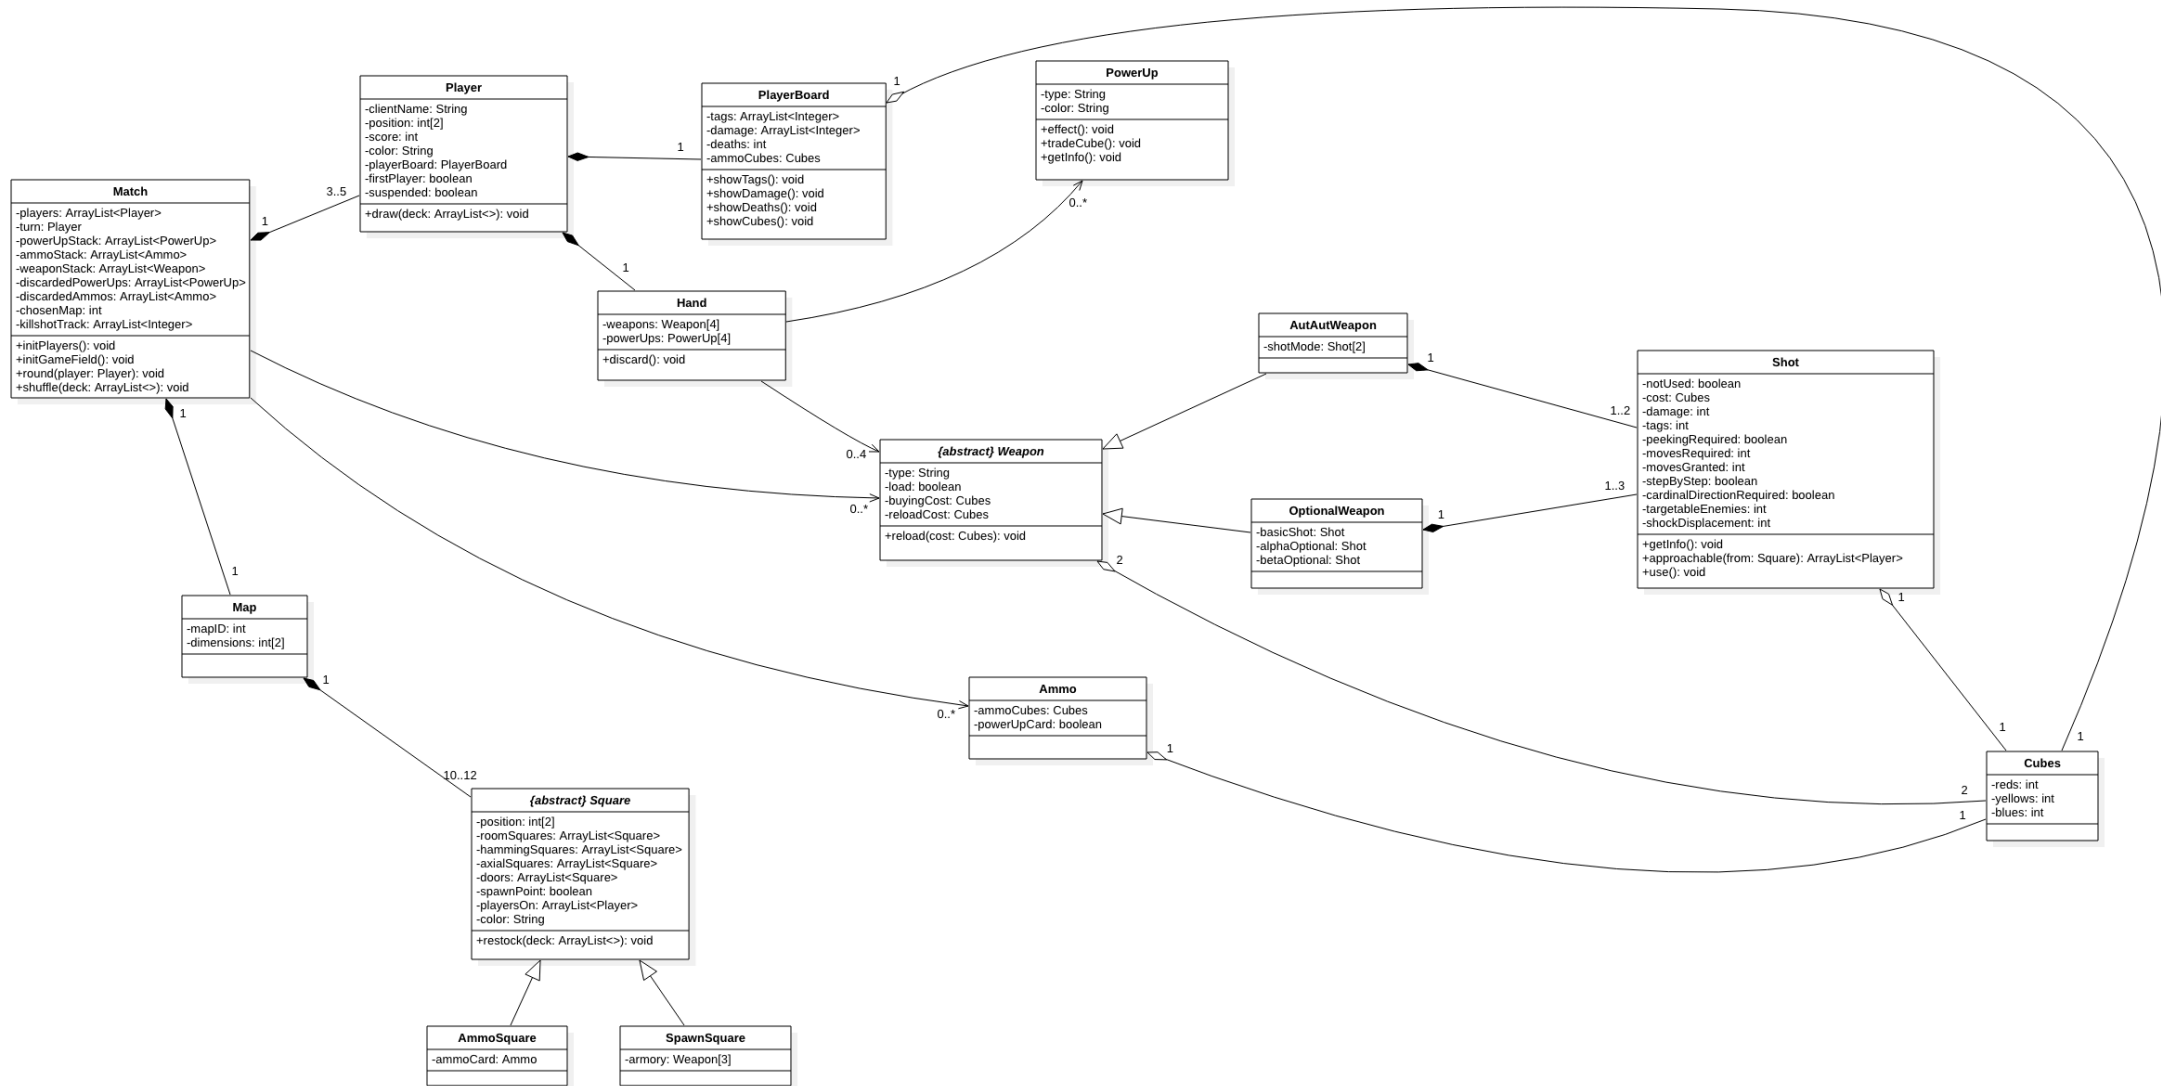 Match
-players: ArrayList<Player>
-turn: Player
-powerUpStack: ArrayList<PowerUp>
-ammoStack: ArrayList<Ammo>
-weaponStack: ArrayList<Weapon>
-discardedPowerUps: ArrayList<PowerUp>
-discardedAmmos: ArrayList<Ammo>
-chosenMap: int
-killshotTrack: ArrayList<Integer>
+initPlayers(): void
+initGameField(): void
+round(player: Player): void
+shuffle(deck: ArrayList<>): void
1
3..5
1
1
0..*
0..*
Player
-clientName: String
-position: int[2]
-score: int
-color: String
-playerBoard: PlayerBoard
-firstPlayer: boolean
-suspended: boolean
+draw(deck: ArrayList<>): void
1
1
PlayerBoard
-tags: ArrayList<Integer>
-damage: ArrayList<Integer>
-deaths: int
-ammoCubes: Cubes
+showTags(): void
+showDamage(): void
+showDeaths(): void
+showCubes(): void
1
1
PowerUp
-type: String
-color: String
+effect(): void
+tradeCube(): void
+getInfo(): void
0..*
Hand
-weapons: Weapon[4]
-powerUps: PowerUp[4]
+discard(): void
0..4
{abstract} Weapon
-type: String
-load: boolean
-buyingCost: Cubes
-reloadCost: Cubes
+reload(cost: Cubes): void
2
2
AutAutWeapon
-shotMode: Shot[2]
1
1..2
OptionalWeapon
-basicShot: Shot
-alphaOptional: Shot
-betaOptional: Shot
1
1..3
Shot
-notUsed: boolean
-cost: Cubes
-damage: int
-tags: int
-peekingRequired: boolean
-movesRequired: int
-movesGranted: int
-stepByStep: boolean
-cardinalDirectionRequired: boolean
-targetableEnemies: int
-shockDisplacement: int
+getInfo(): void
+approachable(from: Square): ArrayList<Player>
+use(): void
1
1
Map
-mapID: int
-dimensions: int[2]
1
10..12
Ammo
-ammoCubes: Cubes
-powerUpCard: boolean
1
1
Cubes
-reds: int
-yellows: int
-blues: int
{abstract} Square
-position: int[2]
-roomSquares: ArrayList<Square>
-hammingSquares: ArrayList<Square>
-axialSquares: ArrayList<Square>
-doors: ArrayList<Square>
-spawnPoint: boolean
-playersOn: ArrayList<Player>
-color: String
+restock(deck: ArrayList<>): void
AmmoSquare
-ammoCard: Ammo
SpawnSquare
-armory: Weapon[3]